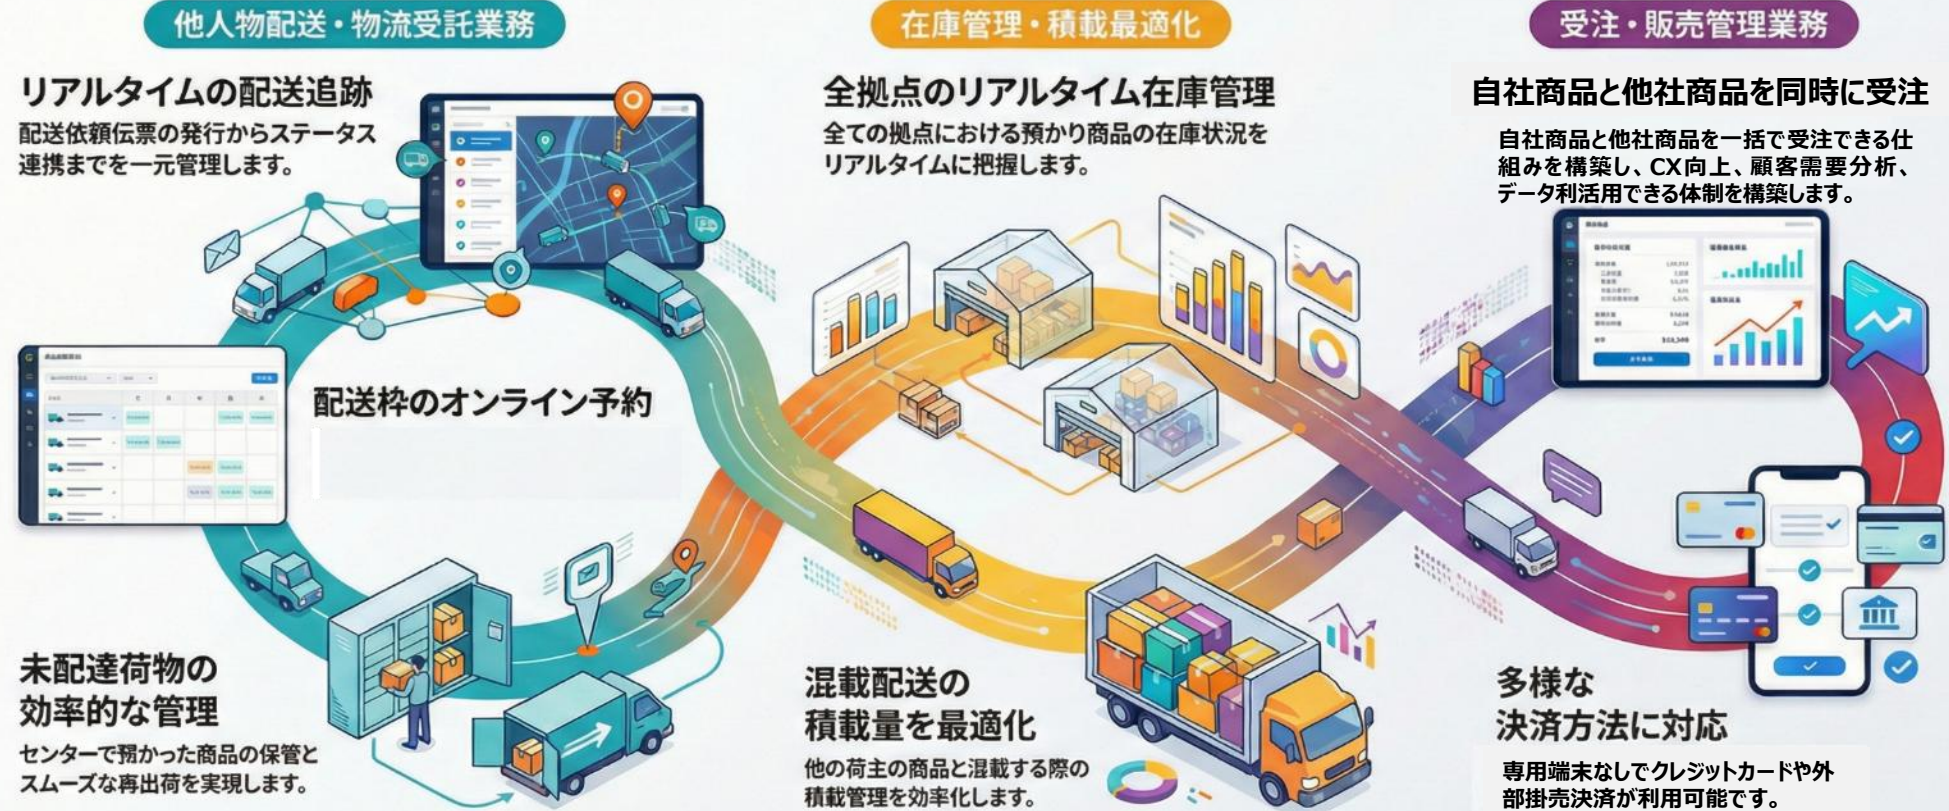 他人物配送・物流受託業務
リアルタイムの配送追跡
配送依頼伝票の発行からステータス
連携までを一元管理します。
配送枠のオンライン予約
未配達荷物の
効率的な管理
センターで預かった商品の保管と
スムーズな再出荷を実現します。
在庫管理・積載最適化
全拠点のリアルタイム在庫管理
全ての拠点における預かり商品の在庫状況を
リアルタイムに把握します。
混載配送の
積載量を最適化
他の荷主の商品と混載する際の
積載管理を効率化します。
受注・販売管理業務
自社商品と他社商品を同時に受注
自社商品と他社商品を一括で受注できる仕
組みを構築し、CX向上、顧客需要分析、
データ利活用できる体制を構築します。
多様な
決済方法に対応
専用端末なしでクレジットカードや外
部掛売決済が利用可能です。